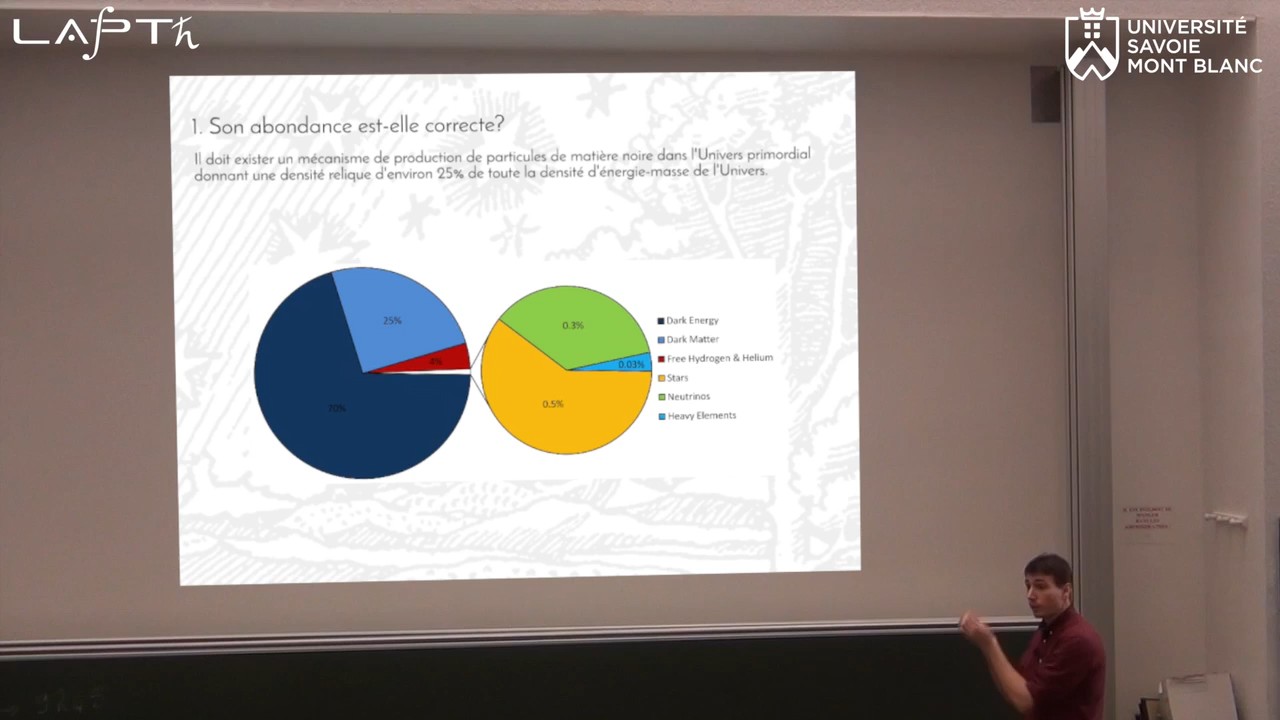 LAPTh
UNIVERSITÉ
SAVOIE
MONT BLANC
1. Son abondance est-elle correcte?
Il doit exister un mécanisme de production de particules de matière noire dans l'Univers primordial
donnant une densité relique d'environ 25% de toute la densité d'énergie-masse de l'Univers.
25%
4%
70%
0.3%
0.03%
0.5%
Dark Energy
Dark Matter
Free Hydrogen & Helium
Stars
Neutrinos
Heavy Elements